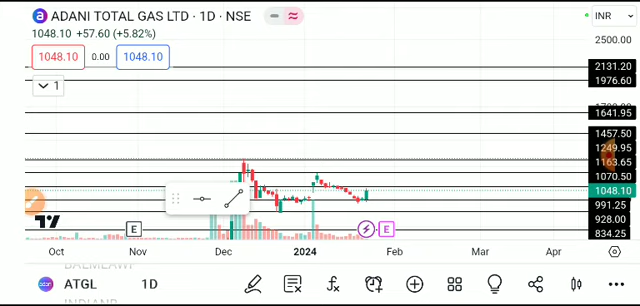 ADANI TOTAL GAS LTD · 1D · NSE
INR
1048.10 +57.60 (+5.82%)
1048.10 0.00 1048.10
1
2500.00
2131.20
1976.60
1641.95
1457.50
1249.95
1163.65
1070.50
1048.10
991.25
928.00
834.25
E
E
Oct Nov Dec 2024 Feb Mar Apr
ATGL 1D